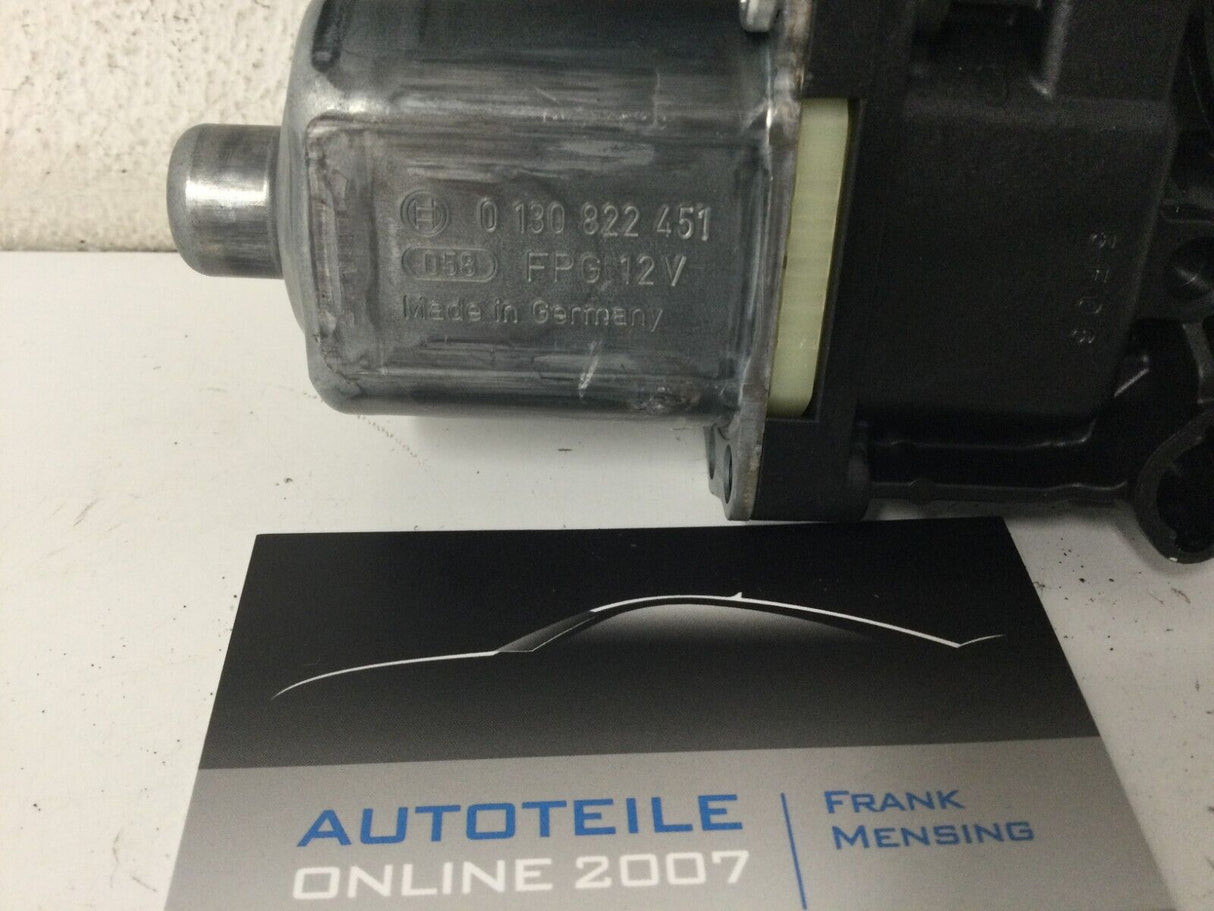 0 130 822 451
D58 FPG 12V
Made in Germany
AUTOTEILE
ONLINE 2007
FRANK
MENSING